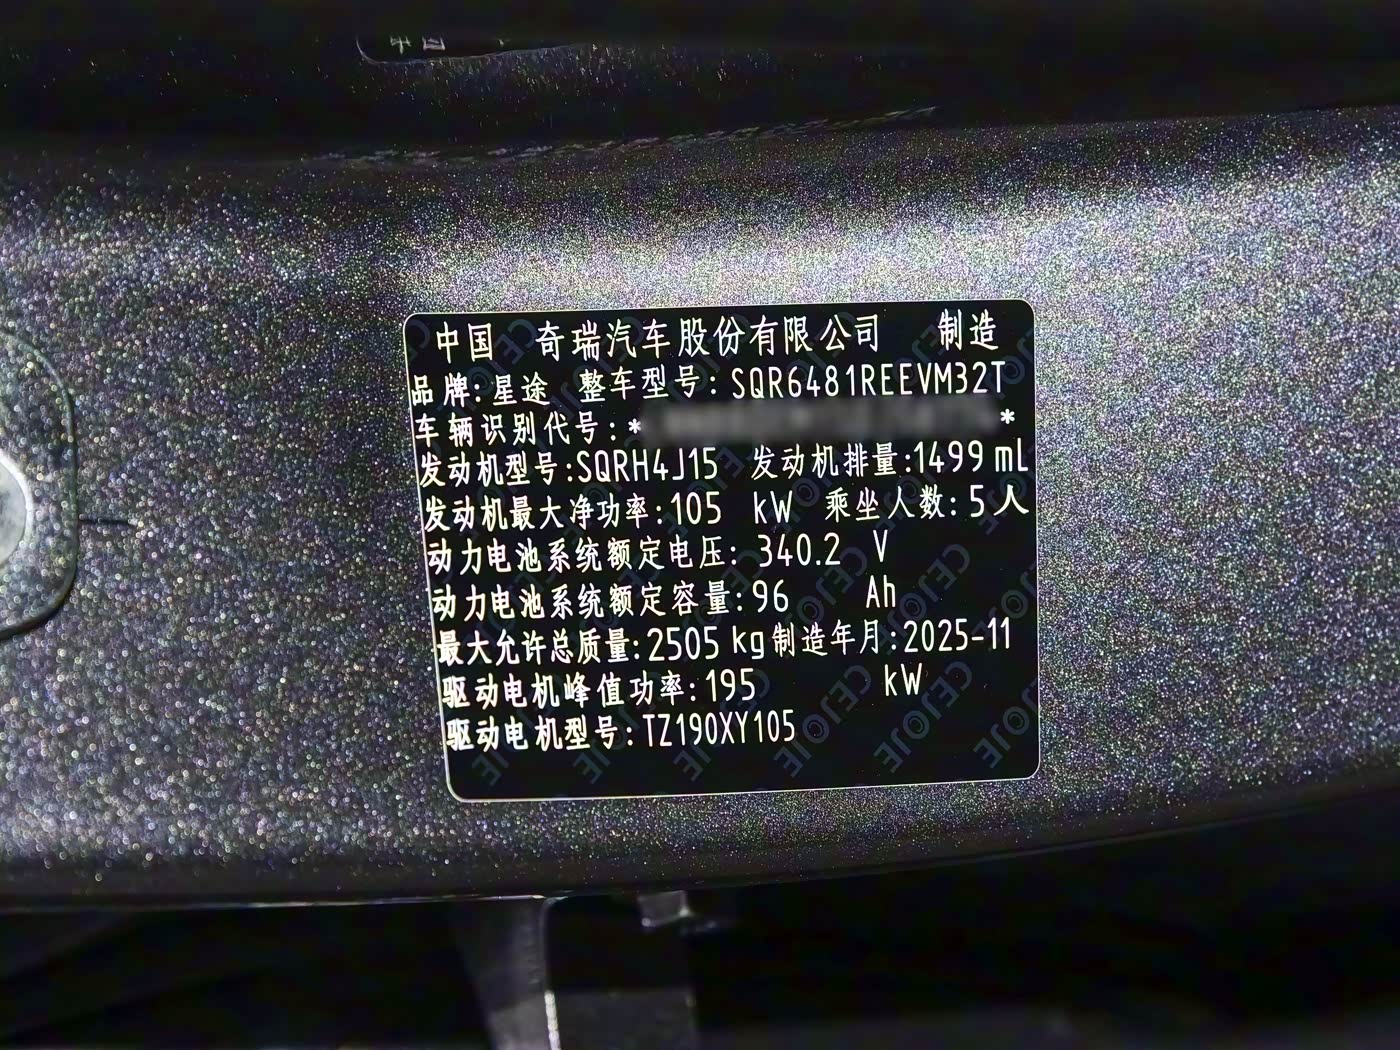 中国
中国 奇瑞汽车股份有限公司 制造
品牌:星途 整车型号:SQR6481REEVM32T
车辆识别代号:* *
发动机型号:SQRH4J15 发动机排量:1499 mL
发动机最大净功率:105 kW 乘坐人数:5人
动力电池系统额定电压:340.2 V
动力电池系统额定容量:96 Ah
最大允许总质量:2505 kg制造年月:2025-11
驱动电机峰值功率:195 kW
驱动电机型号:TZ190XY105
CEJOJE